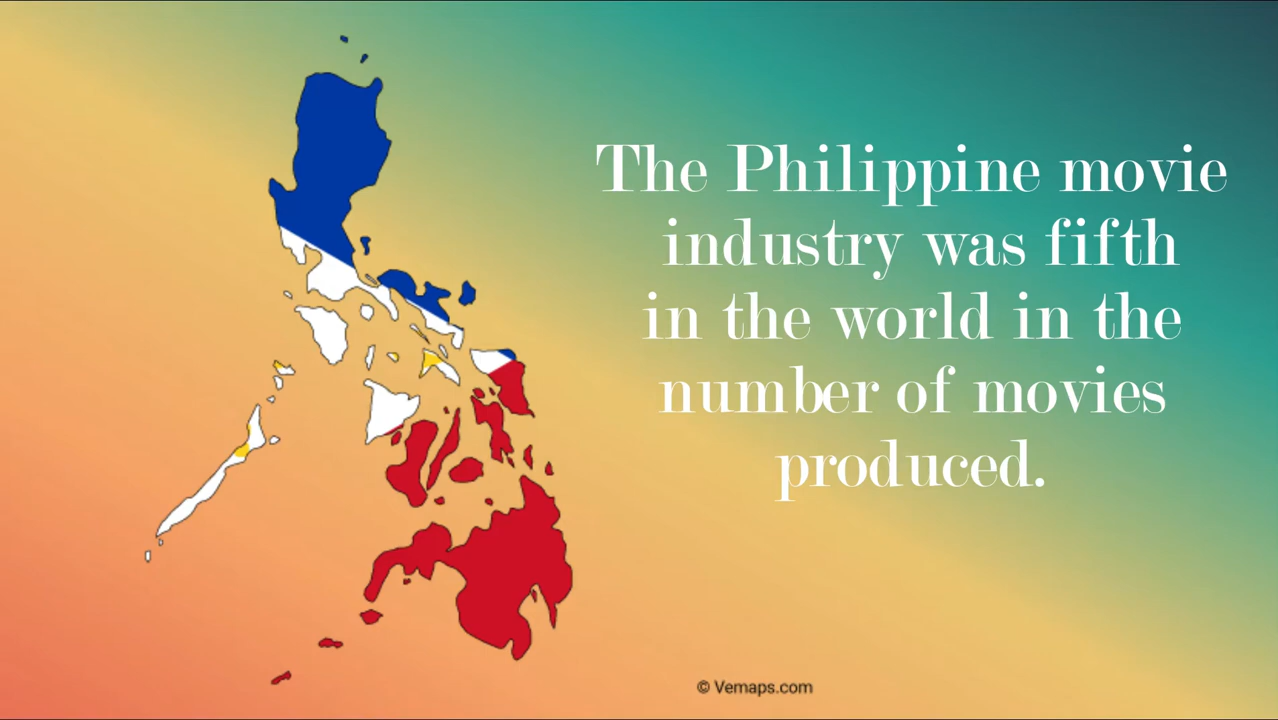 The Philippine movie
industry was fifth
in the world in the
number of movies
produced.
© Vemaps.com